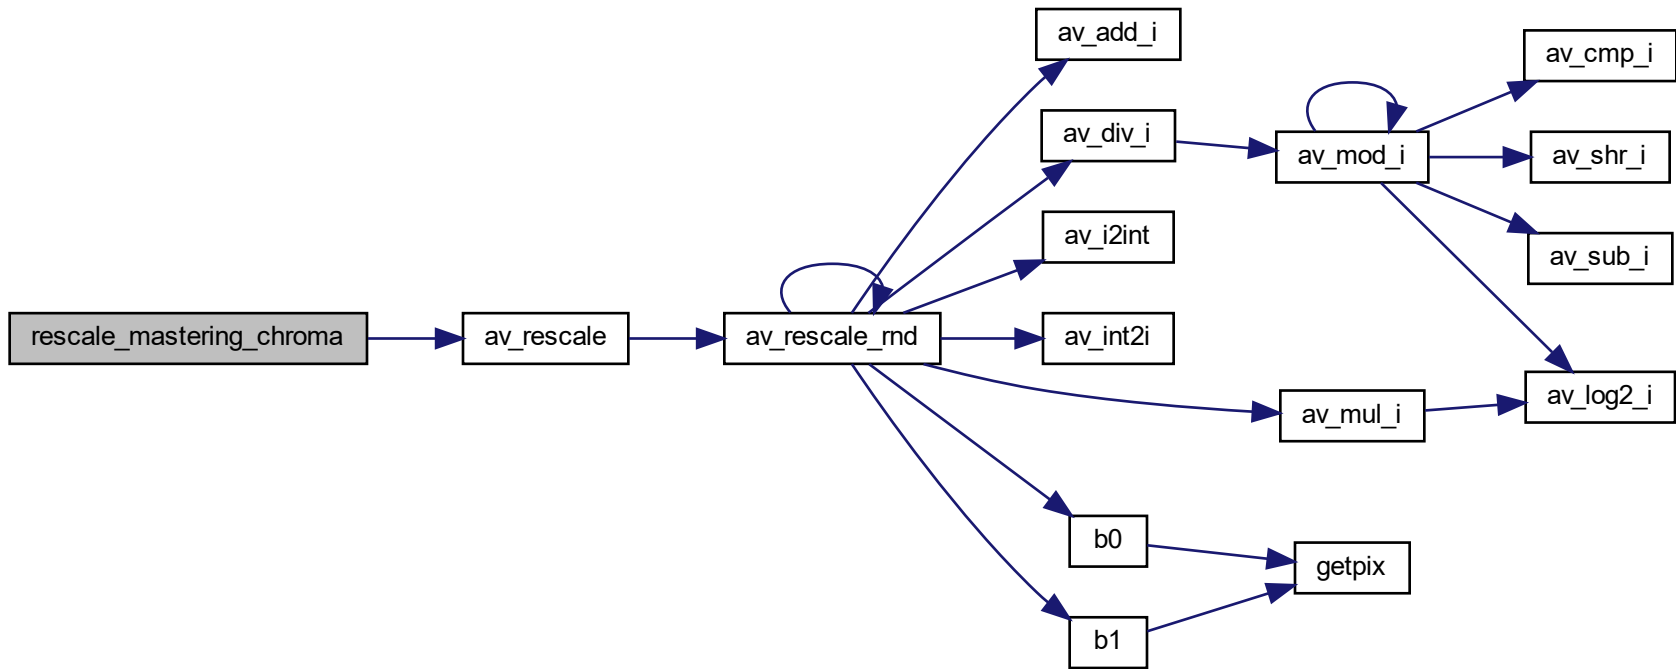 av_add_i
av_cmp_i
av_div_i
av_mod_i
av_shr_i
av_i2int
av_sub_i
rescale_mastering_chroma
av_rescale
av_rescale_rnd
av_int2i
av_mul_i
av_log2_i
b0
getpix
b1